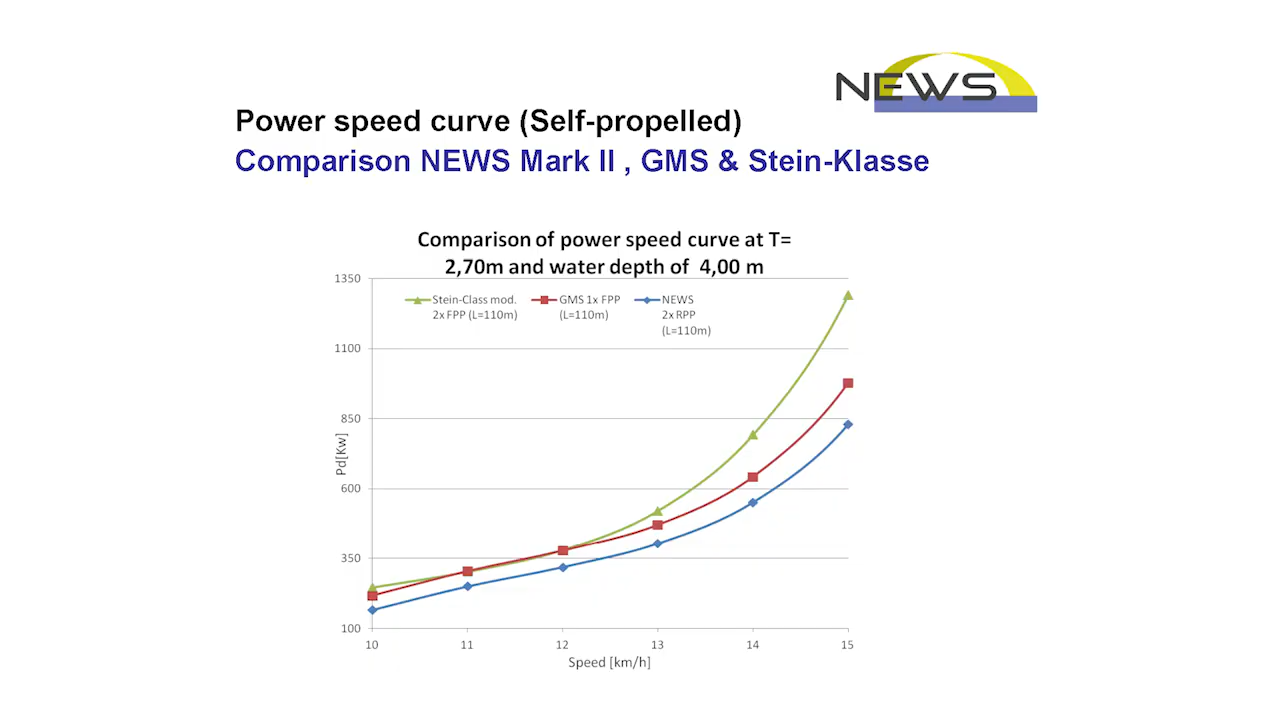 NEWS
Power speed curve (Self-propelled)
Comparison NEWS Mark II , GMS & Stein-Klasse
Comparison of power speed curve at T=
2,70m and water depth of 4,00 m
1350
Stein-Class mod.
2x FPP (L=110m)
GMS 1x FPP
(L=110m)
NEWS
2x RPP
(L=110m)
1100
850
Pd[Kw]
600
350
100
10 11 12 13 14 15
Speed [km/h]